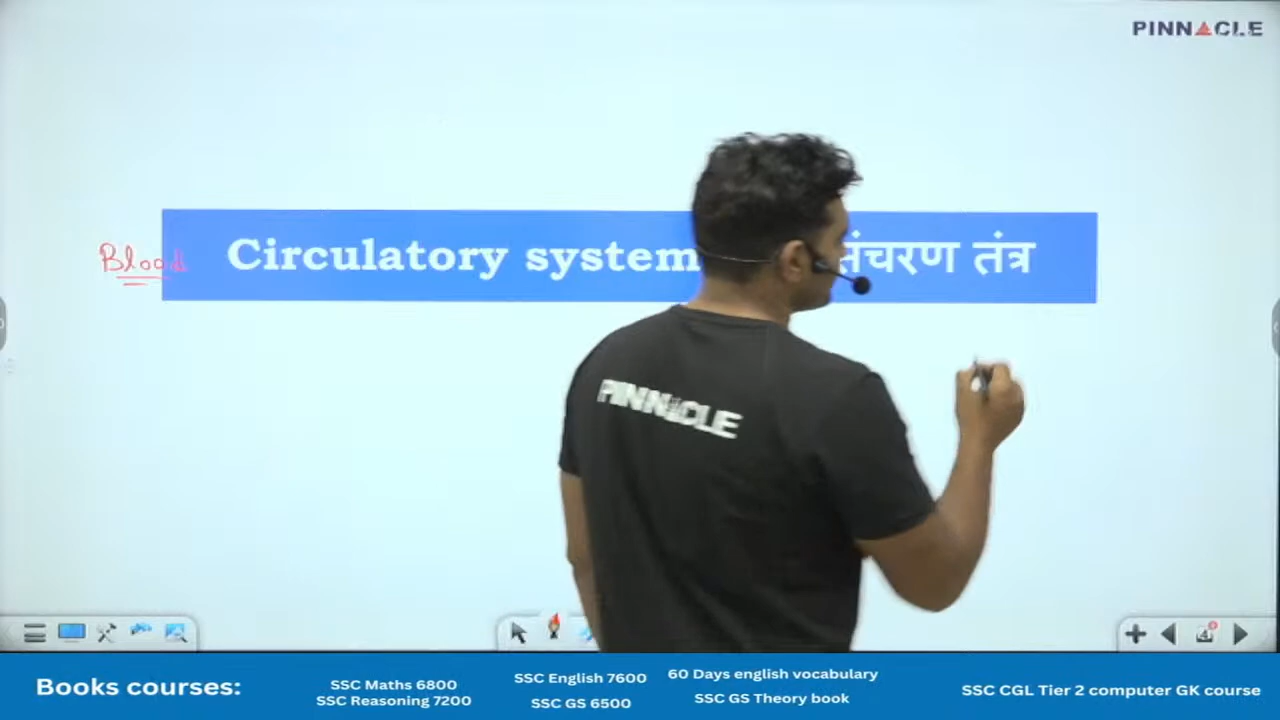 PINNACLE
Blood
Circulatory system संचरण तंत्र
PINNACLE
Books courses:
SSC Maths 6800
SSC Reasoning 7200
SSC English 7600
SSC GS 6500
60 Days english vocabulary
SSC GS Theory book
SSC CGL Tier 2 computer GK course